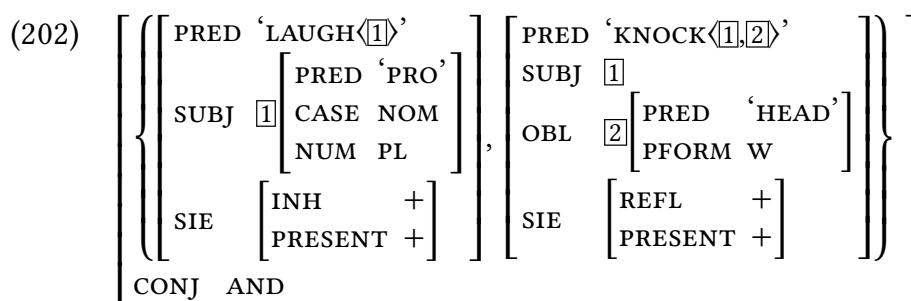 (202)
PRED ‘LAUGH⟨1⟩’
SUBJ 1
PRED ‘PRO’
CASE NOM
NUM PL
SIE
INH +
PRESENT +
,
PRED ‘KNOCK⟨1,2⟩’
SUBJ 1
OBL 2
PRED ‘HEAD’
PFORM W
SIE
REFL +
PRESENT +
CONJ AND